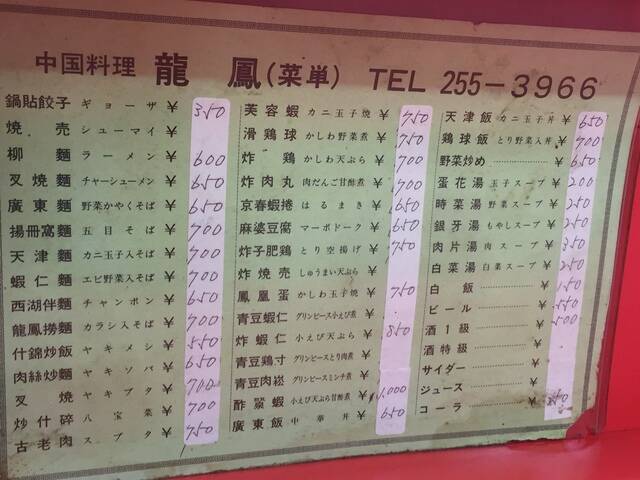 中国料理 龍鳳 (菜単) TEL 255-3966
鍋貼餃子 ギョーザ ¥ 350
焼売 シューマイ ¥
柳麺 ラーメン ¥ 600
叉焼麺 チャーシューメン ¥ 650
廣東麺 野菜かやくそば ¥ 650
揚冊窩麺 五目そば ¥ 700
天津麺 カニ玉子入そば ¥ 700
蝦仁麺 エビ野菜入そば ¥ 700
西湖伴麺 チャンポン ¥ 650
龍鳳撈麺 カラシ入そば ¥ 700
什錦炒飯 ヤキメシ ¥ 550
肉絲炒麺 ヤキソバ ¥ 650
叉焼 ヤキブタ ¥ 700
炒什碎 八宝菜 ¥ 700
古老肉 スブタ ¥ 750
芙蓉蝦 カニ玉子焼 ¥ 750
滑鶏球 かしわ野菜煮 ¥ 750
炸鶏 かしわ天ぷら ¥ 700
炸肉丸 肉だんご甘酢煮 ¥ 700
京春蝦捲 はるまき ¥ 650
麻婆豆腐 マーボドーク ¥ 650
炸子肥鶏 とり空揚げ ¥ 750
炸焼売 しゅうまい天ぷら ¥
鳳凰蛋 かしわ玉子焼 ¥ 750
青豆蝦仁 グリンピース小えび煮 ¥
炸蝦仁 小えび天ぷら ¥ 850
青豆鶏寸 グリンピースとり肉煮 ¥
青豆肉崧 グリンピースミンチ煮 ¥
酢 蝦 小えび天ぷら甘酢煮 ¥ 1,000
廣東飯 中華丼 ¥ 650
天津飯 カニ玉子丼 ¥ 650
鶏球飯 とり野菜入丼 ¥ 700
野菜炒め ¥ 650
蛋花湯 玉子スープ ¥ 200
時菜湯 野菜スープ ¥ 250
銀牙湯 もやしスープ ¥ 250
肉片湯 肉スープ ¥ 350
白菜湯 白菜スープ ¥ 250
白飯 ¥
ビール ¥ 550
酒1級 ¥ 500
酒特級 ¥
サイダー ¥
ジュース ¥
コーラ ¥